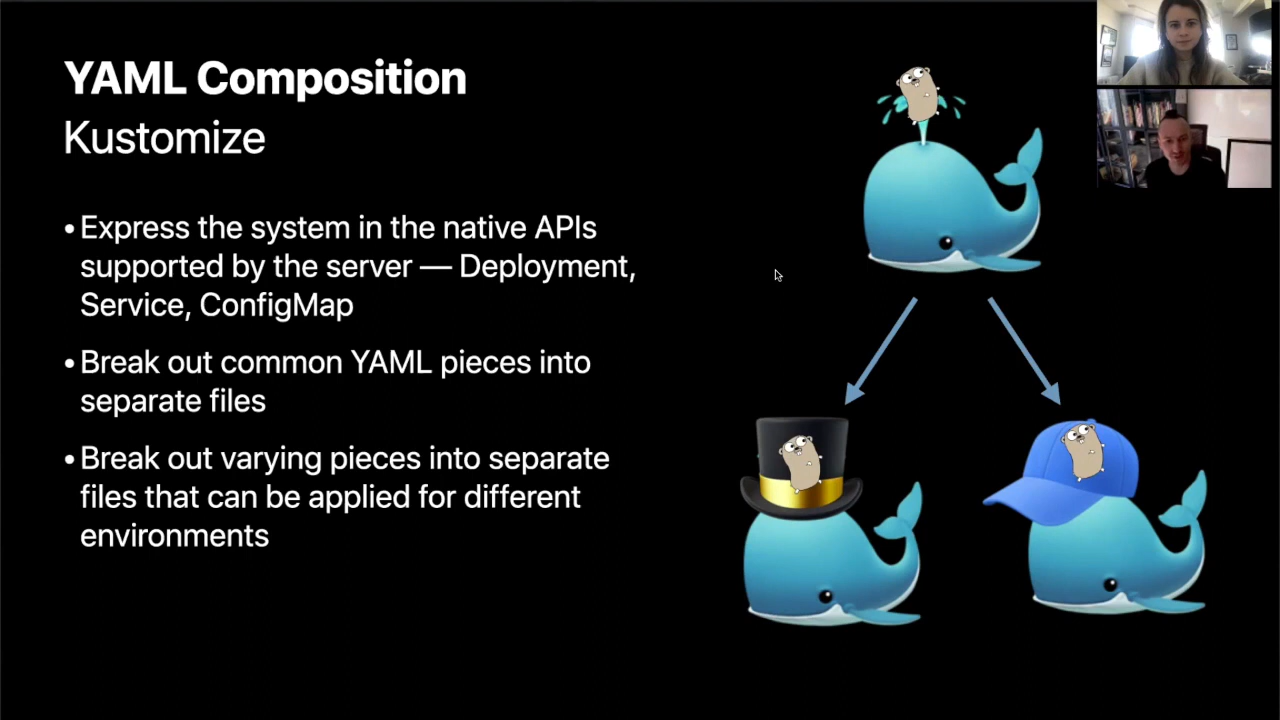 YAML Composition
Kustomize
• Express the system in the native APIs
supported by the server — Deployment,
Service, ConfigMap
• Break out common YAML pieces into
separate files
• Break out varying pieces into separate
files that can be applied for different
environments